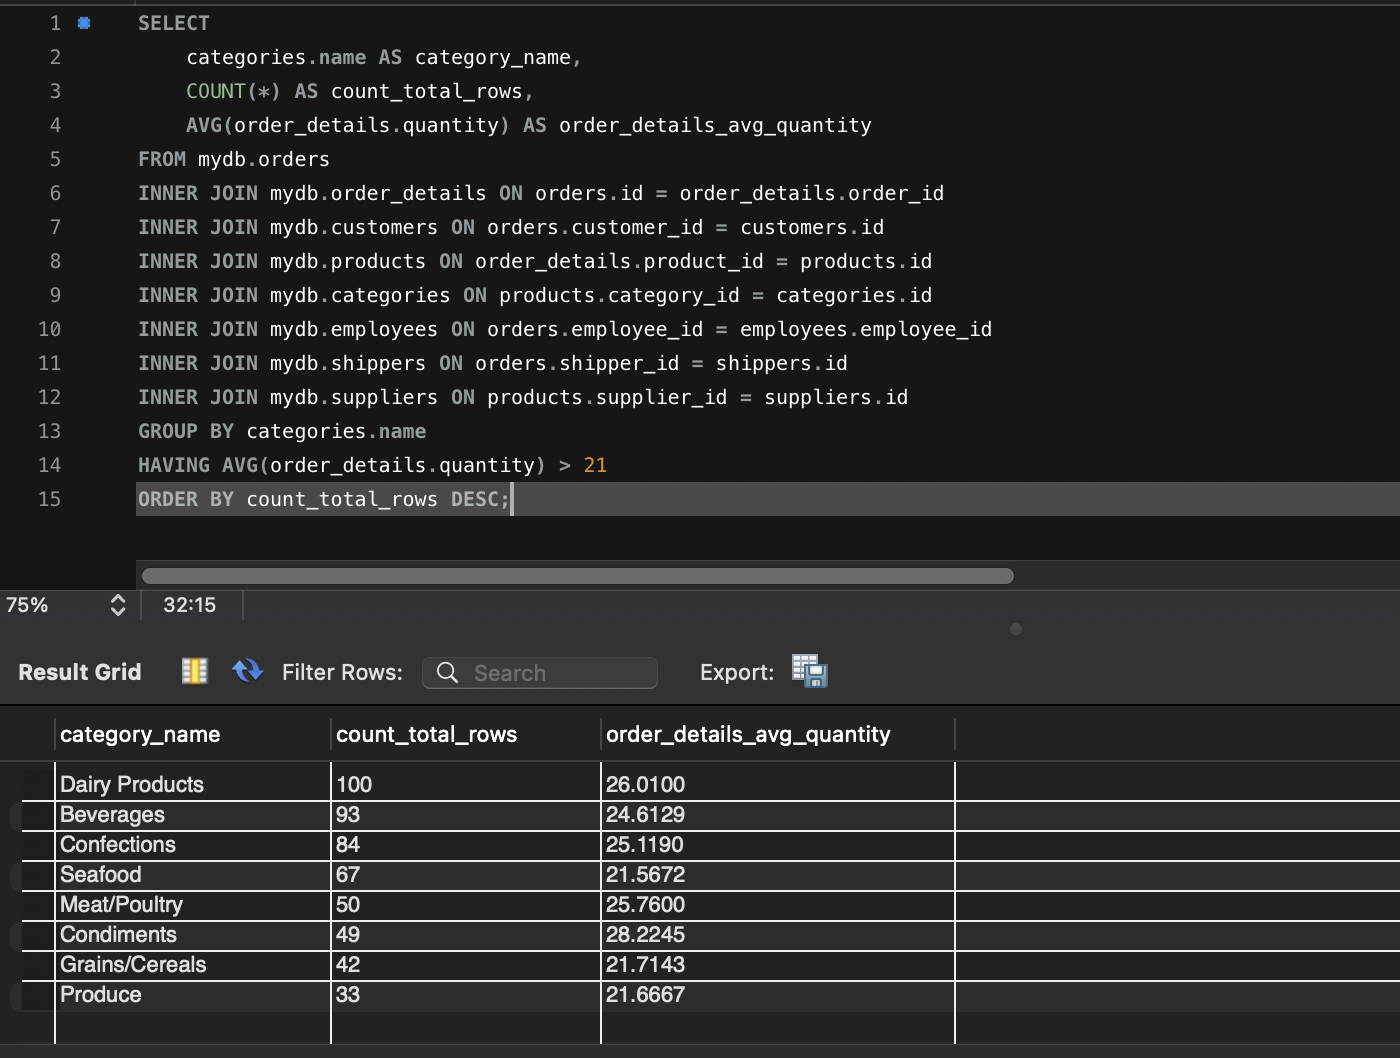 1 SELECT
2 categories.name AS category_name,
3 COUNT(*) AS count_total_rows,
4 AVG(order_details.quantity) AS order_details_avg_quantity
5 FROM mydb.orders
6 INNER JOIN mydb.order_details ON orders.id = order_details.order_id
7 INNER JOIN mydb.customers ON orders.customer_id = customers.id
8 INNER JOIN mydb.products ON order_details.product_id = products.id
9 INNER JOIN mydb.categories ON products.category_id = categories.id
10 INNER JOIN mydb.employees ON orders.employee_id = employees.employee_id
11 INNER JOIN mydb.shippers ON orders.shipper_id = shippers.id
12 INNER JOIN mydb.suppliers ON products.supplier_id = suppliers.id
13 GROUP BY categories.name
14 HAVING AVG(order_details.quantity) > 21
15 ORDER BY count_total_rows DESC;
75% 32:15
Result Grid Filter Rows: Search Export:
category_name count_total_rows order_details_avg_quantity
Dairy Products 100 26.0100
Beverages 93 24.6129
Confections 84 25.1190
Seafood 67 21.5672
Meat/Poultry 50 25.7600
Condiments 49 28.2245
Grains/Cereals 42 21.7143
Produce 33 21.6667